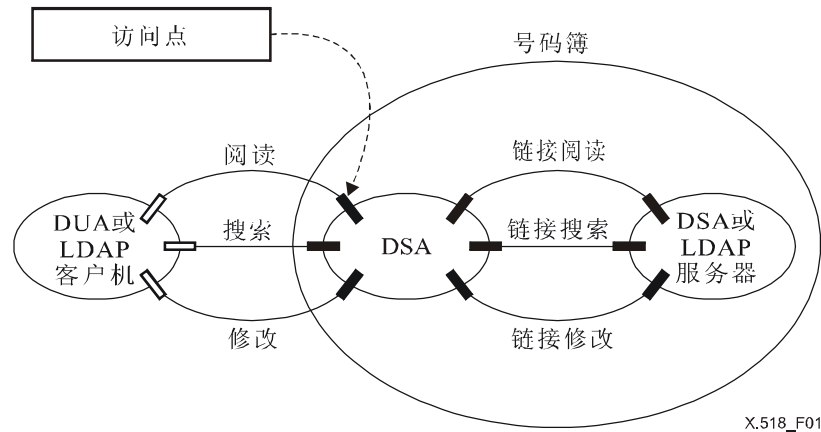 访问点
号码簿
阅读
链接阅读
DUA或
LDAP
客户机
搜索
DSA
链接搜索
DSA或
LDAP
服务器
修改
链接修改
X.518_F01